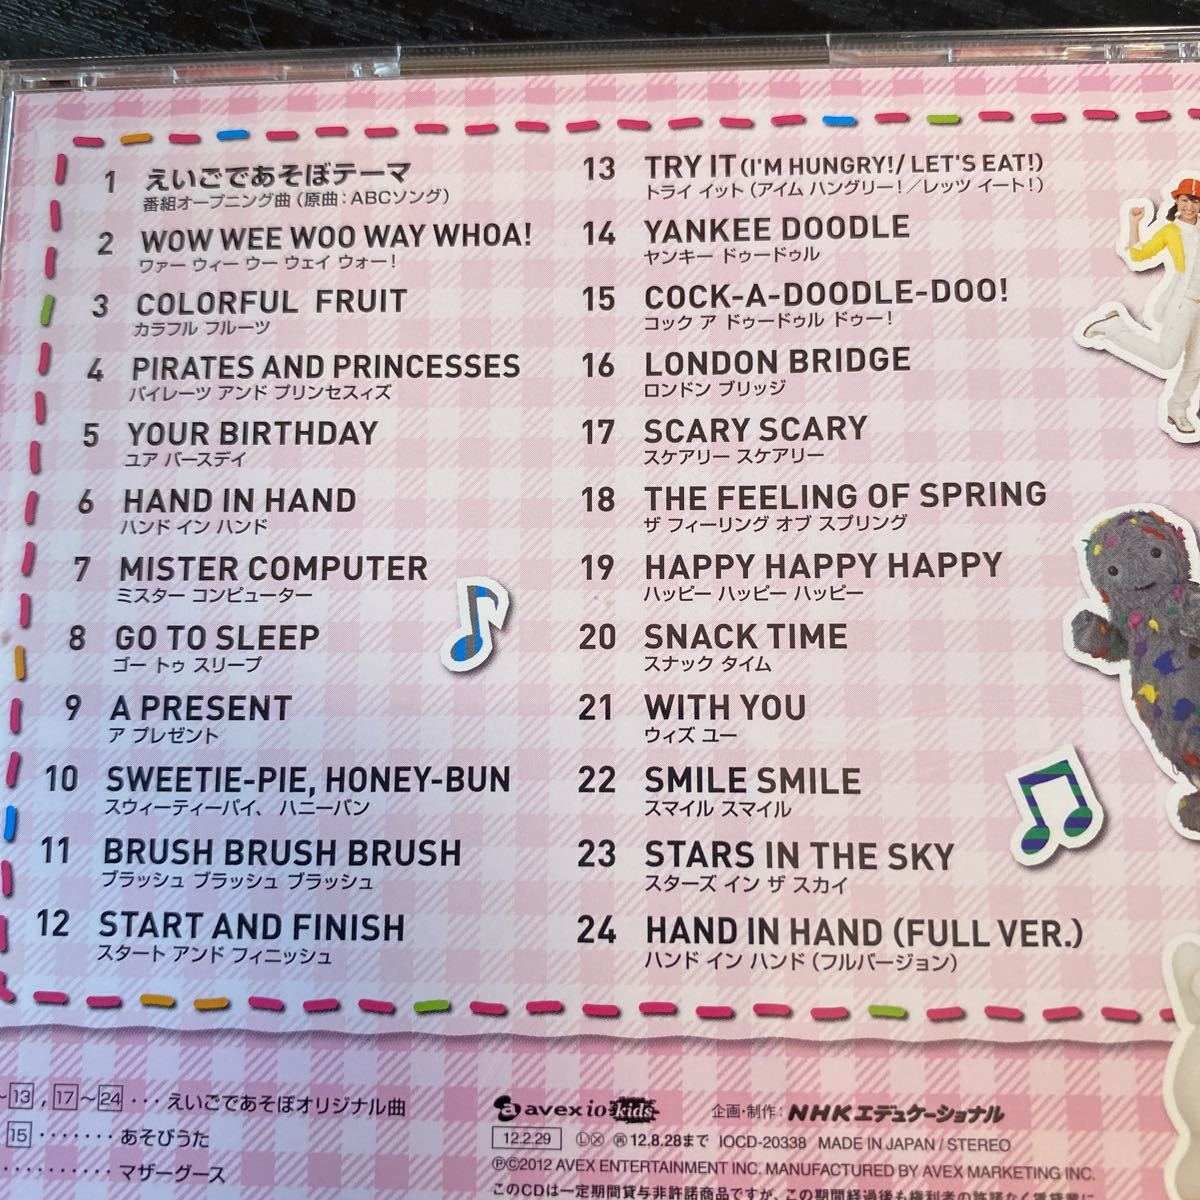 1 えいごであそぼテーマ
番組オープニング曲（原曲：ABCソング）
2 WOW WEE WOO WAY WHOA!
ワァー ウィー ウー ウェイ ウォー！
3 COLORFUL FRUIT
カラフル フルーツ
4 PIRATES AND PRINCESSES
パイレーツ アンド プリンセスィズ
5 YOUR BIRTHDAY
ユア バースデイ
6 HAND IN HAND
ハンド イン ハンド
7 MISTER COMPUTER
ミスター コンピューター
8 GO TO SLEEP
ゴー トゥ スリープ
9 A PRESENT
ア プレゼント
10 SWEETIE-PIE, HONEY-BUN
スウィーティーパイ、ハニーバン
11 BRUSH BRUSH BRUSH
ブラッシュ ブラッシュ ブラッシュ
12 START AND FINISH
スタート アンド フィニッシュ
13 TRY IT (I'M HUNGRY!/ LET'S EAT!)
トライ イット（アイム ハングリー！／レッツ イート！）
14 YANKEE DOODLE
ヤンキー ドゥードゥル
15 COCK-A-DOODLE-DOO!
コック ア ドゥードゥル ドゥー！
16 LONDON BRIDGE
ロンドン ブリッジ
17 SCARY SCARY
スケアリー スケアリー
18 THE FEELING OF SPRING
ザ フィーリング オブ スプリング
19 HAPPY HAPPY HAPPY
ハッピー ハッピー ハッピー
20 SNACK TIME
スナック タイム
21 WITH YOU
ウィズ ユー
22 SMILE SMILE
スマイル スマイル
23 STARS IN THE SKY
スターズ イン ザ スカイ
24 HAND IN HAND (FULL VER.)
ハンド イン ハンド（フルバージョン）
～13, 17～24 ･･･えいごであそぼオリジナル曲
15 ･･･････あそびうた
･･････････マザーグース
avex io kids 企画・制作：NHKエデュケーショナル
12.2.29 Ⓛ× 再 12.8.28まで IOCD-20338 MADE IN JAPAN / STEREO
℗©2012 AVEX ENTERTAINMENT INC. MANUFACTURED BY AVEX MARKETING INC.
このCDは一定期間貸与非許諾商品ですが、この期間経過後も権利者の許諾なく賃貸業に